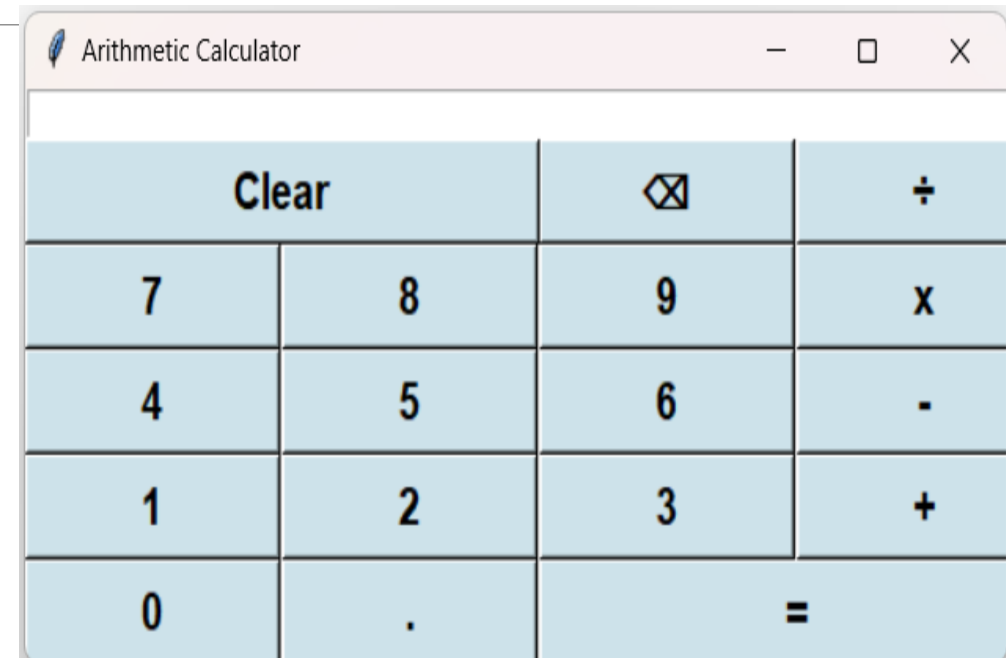 Arithmetic Calculator
Clear ⌫ ÷
7 8 9 x
4 5 6 -
1 2 3 +
0 . =